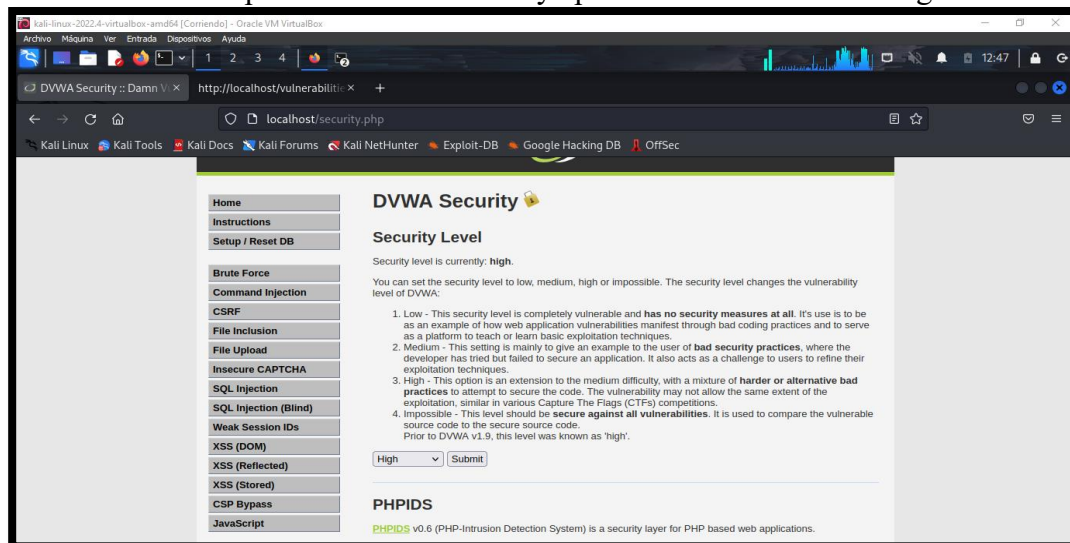 kali-linux-2022.4-virtualbox-amd64 [Corriendo] - Oracle VM VirtualBox
Archivo Máquina Ver Entrada Dispositivos Ayuda
1 2 3 4
12:47
DVWA Security :: Damn V
http://localhost/vulnerabilitie
localhost/security.php
Kali Linux Kali Tools Kali Docs Kali Forums Kali NetHunter Exploit-DB Google Hacking DB OffSec
Home
Instructions
Setup / Reset DB
Brute Force
Command Injection
CSRF
File Inclusion
File Upload
Insecure CAPTCHA
SQL Injection
SQL Injection (Blind)
Weak Session IDs
XSS (DOM)
XSS (Reflected)
XSS (Stored)
CSP Bypass
JavaScript
DVWA Security
Security Level
Security level is currently: high.
You can set the security level to low, medium, high or impossible. The security level changes the vulnerability
level of DVWA:
1. Low - This security level is completely vulnerable and has no security measures at all. It's use is to be
as an example of how web application vulnerabilities manifest through bad coding practices and to serve
as a platform to teach or learn basic exploitation techniques.
2. Medium - This setting is mainly to give an example to the user of bad security practices, where the
developer has tried but failed to secure an application. It also acts as a challenge to users to refine their
exploitation techniques.
3. High - This option is an extension to the medium difficulty, with a mixture of harder or alternative bad
practices to attempt to secure the code. The vulnerability may not allow the same extent of the
exploitation, similar in various Capture The Flags (CTFs) competitions.
4. Impossible - This level should be secure against all vulnerabilities. It is used to compare the vulnerable
source code to the secure source code.
Prior to DVWA v1.9, this level was known as 'high'.
High Submit
PHPIDS
PHPIDS v0.6 (PHP-Intrusion Detection System) is a security layer for PHP based web applications.